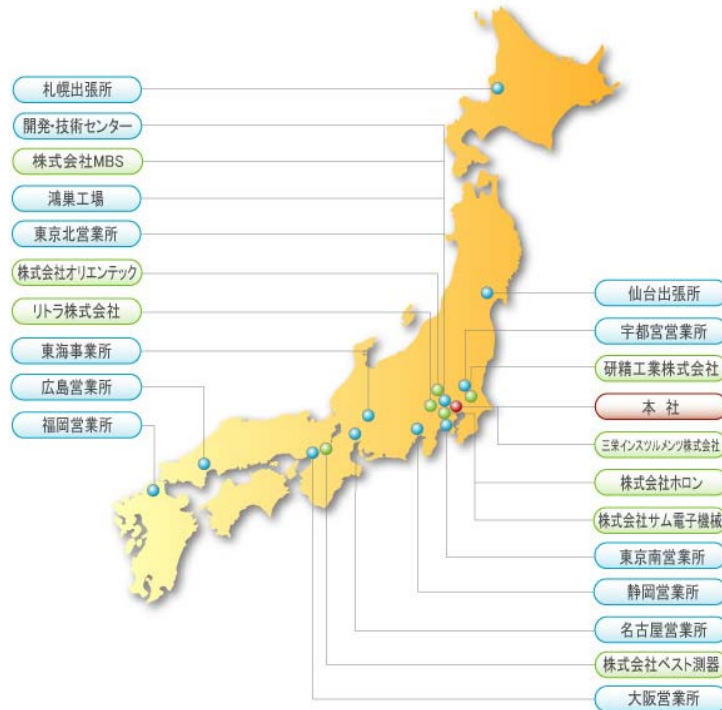 札幌出張所
開発・技術センター
株式会社MBS
鴻巣工場
東京北営業所
株式会社オリエンテック
リトラ株式会社
東海事業所
広島営業所
福岡営業所
仙台出張所
宇都宮営業所
研精工業株式会社
本 社
三栄インスツルメンツ株式会社
株式会社ホロン
株式会社サム電子機械
東京南営業所
静岡営業所
名古屋営業所
株式会社ベスト測器
大阪営業所